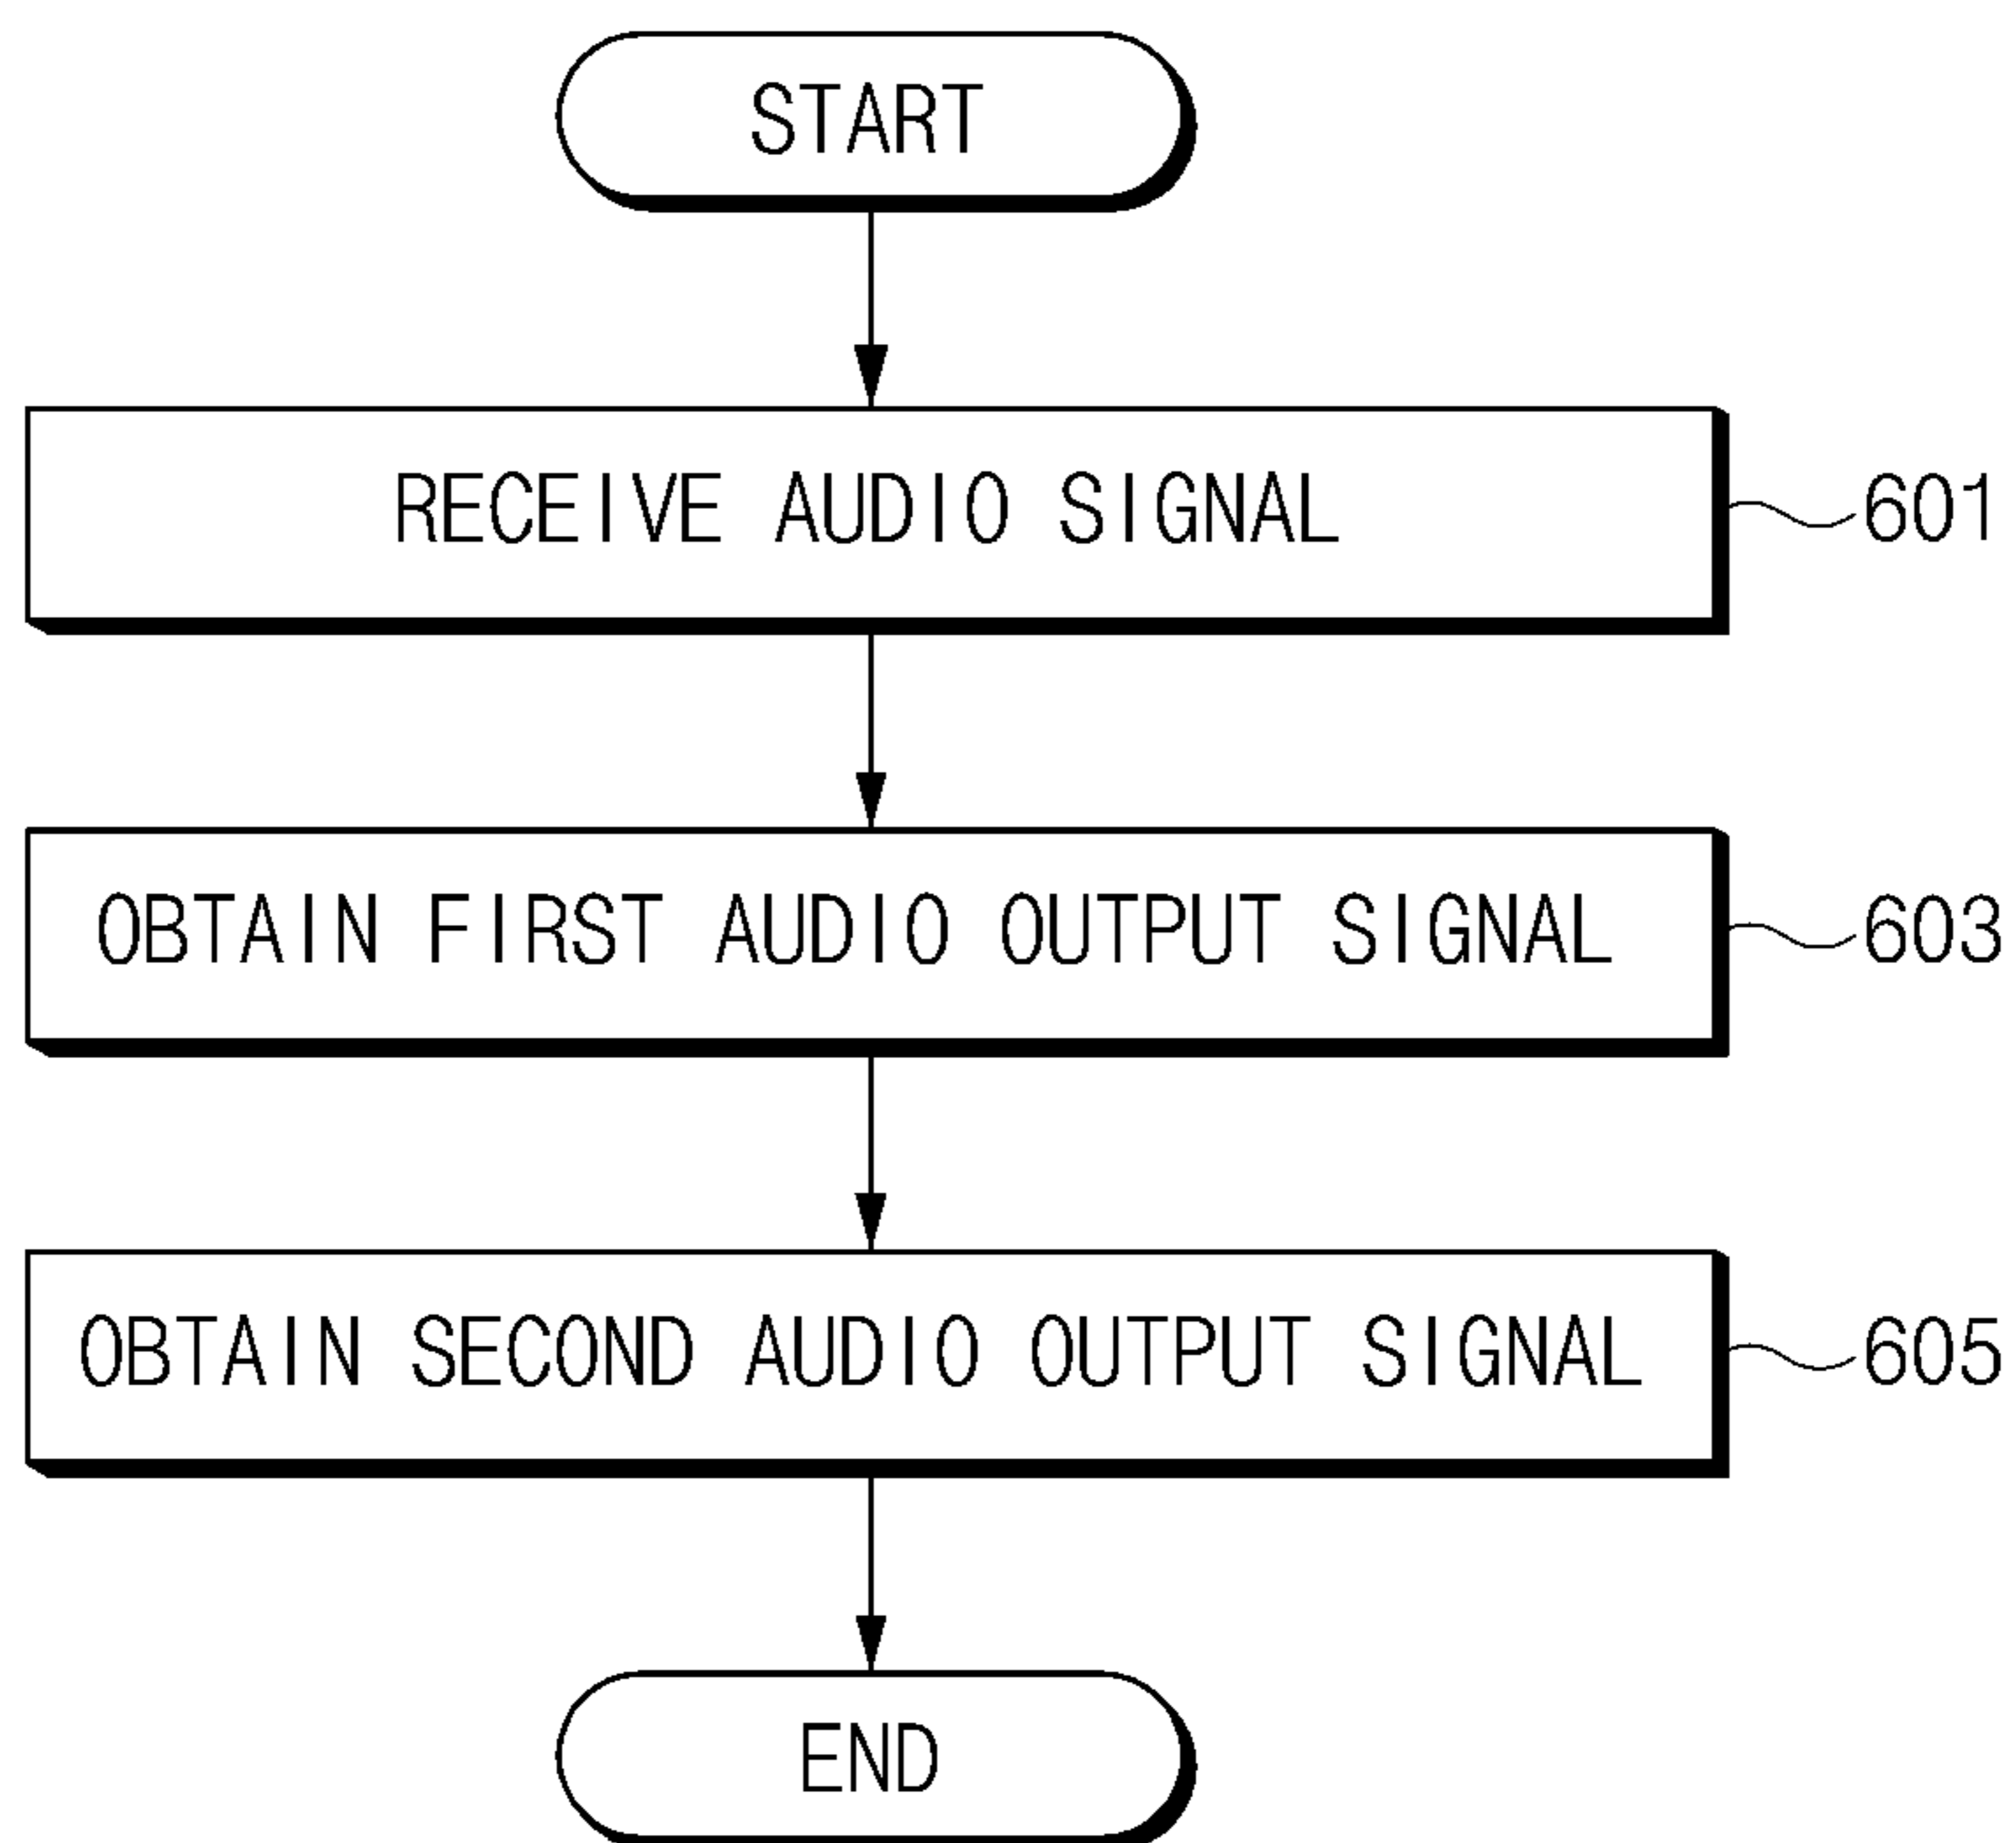 START
RECEIVE AUDIO SIGNAL
601
OBTAIN FIRST AUDIO OUTPUT SIGNAL
603
OBTAIN SECOND AUDIO OUTPUT SIGNAL
605
END